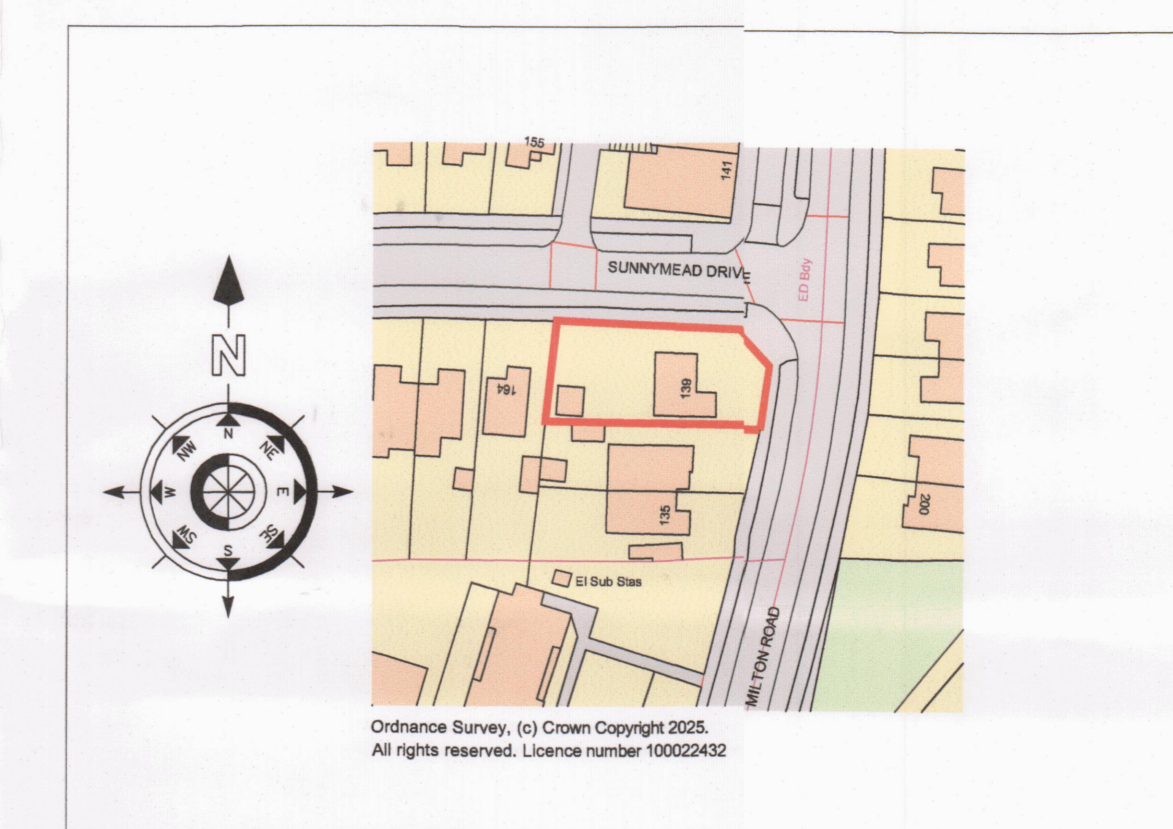 155
141
SUNNYMEAD DRIVE
ED Bdy
N
N
NW
NE
W
E
SW
SE
S
164
139
135
200
El Sub Stas
MILTON ROAD
Ordnance Survey, (c) Crown Copyright 2025.
All rights reserved. Licence number 100022432